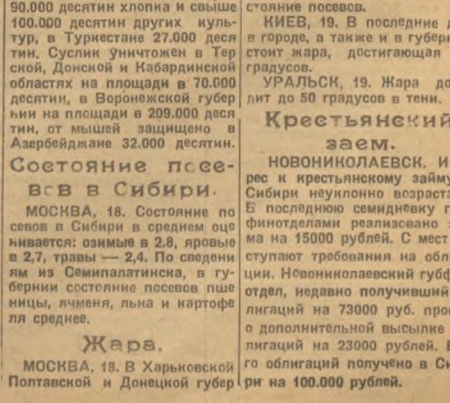 90.000 десятин хлопка и свыше
100.000 десятин других куль-
тур, в Туркестане 27.000 деся
тин. Суслик уничтожен в Тер
ской, Донской и Кабардинской
областях на площади в 70.000
десятин, в Воронежской губер
нии на площади в 209.000 деся
тин, от мышей защищено в
Азербейджане 32.000 десятин.
Состояние посе-
вов в Сибири.
МОСКВА, 18. Состояние по
севов в Сибири в среднем оце
нивается: озимые в 2.8, яровые
в 2,7, травы — 2,4. По сведени
ям из Семипалатинска, в гу-
бернии состояние посевов пше
ницы, ячменя, льна и картофе
ля среднее.
Жара.
МОСКВА, 18. В Харьковской
Полтавской и Донецкой губер
стояние посевов.
КИЕВ, 19. В последние
в городе, а также и в губер
стоит жара, достигающая
градусов.
УРАЛЬСК, 19. Жара до
дит до 50 градусов в тени.
Крестьянский
заем.
НОВОНИКОЛАЕВСК. И
рес к крестьянскому займу
Сибири неуклонно возраст
В последнюю семидневку
финотделами реализовано
ма на 15000 рублей. С мест
ступают требования на обл
ции. Новониколаевский губф
отдел, недавно получивший
лигаций на 73000 руб. про
о дополнительной высылке
лигаций на 23000 рублей.
го облигаций получено в Си
ри на 100.000 рублей.